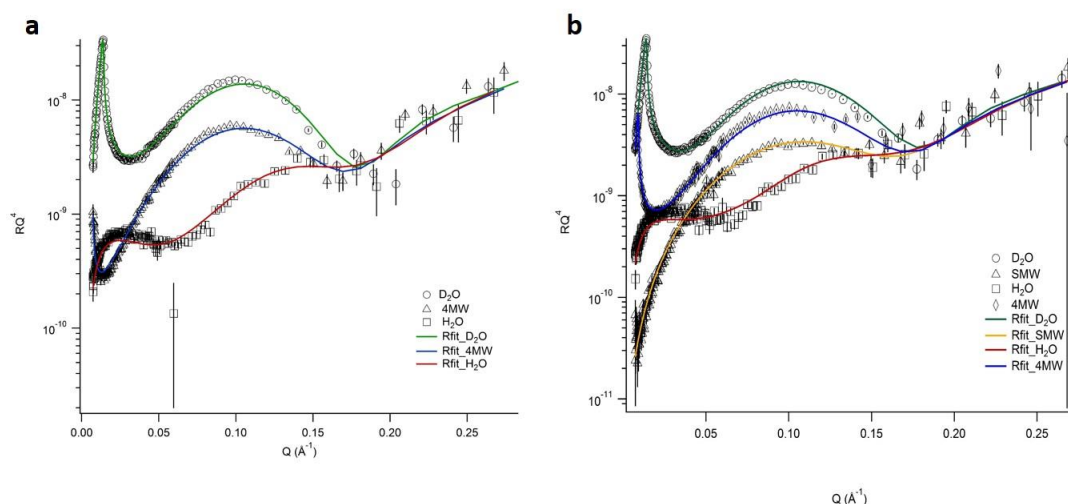 a
10⁻⁸
10⁻⁹
10⁻¹⁰
RQ⁴
D₂O
4MW
H₂O
Rfit_D₂O
Rfit_4MW
Rfit_H₂O
0.00 0.05 0.10 0.15 0.20 0.25
Q (Å⁻¹)
b
10⁻⁸
10⁻⁹
10⁻¹⁰
10⁻¹¹
RQ⁴
D₂O
SMW
H₂O
4MW
Rfit_D₂O
Rfit_SMW
Rfit_H₂O
Rfit_4MW
0.05 0.10 0.15 0.20 0.25
Q (Å⁻¹)